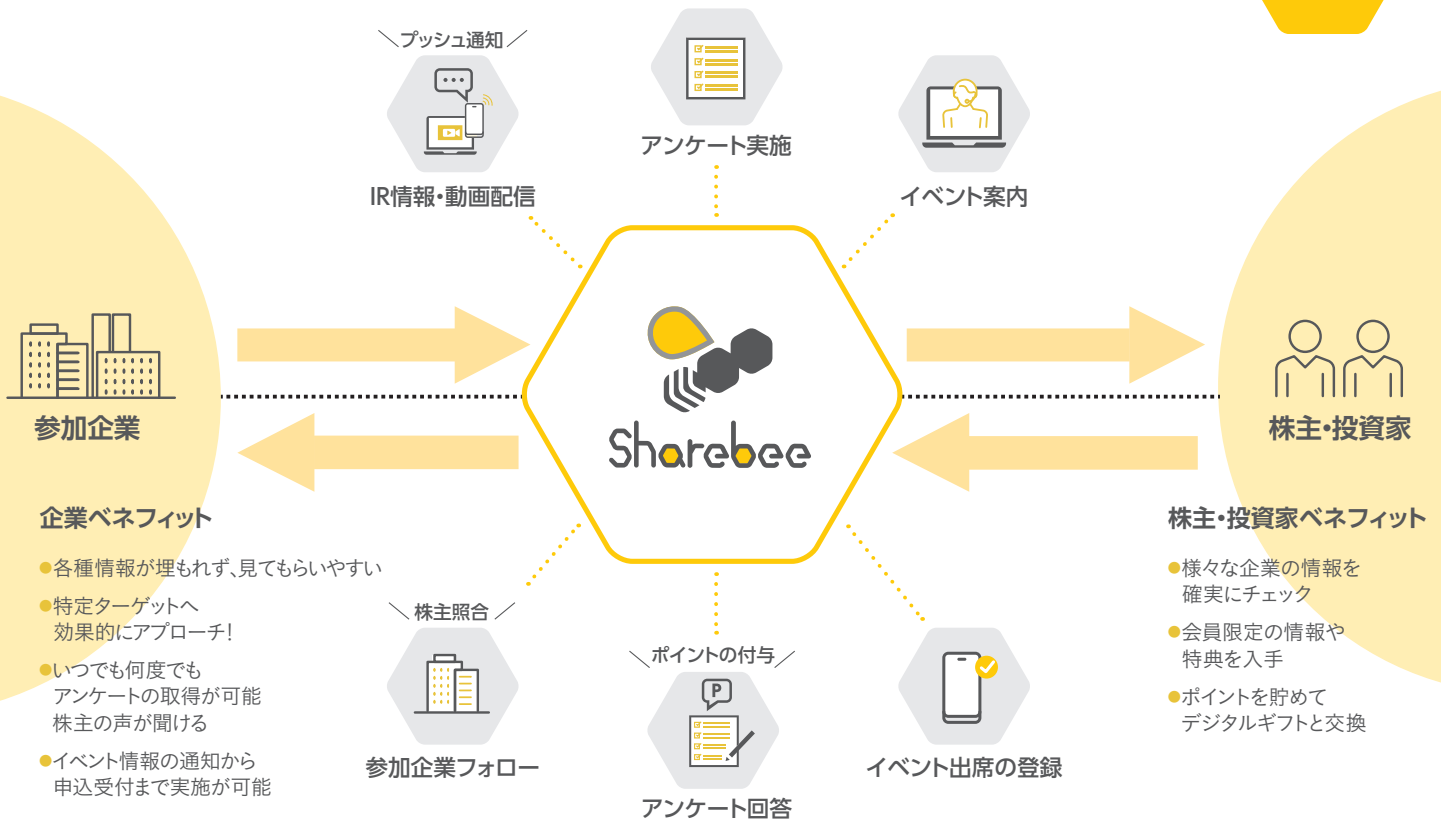 プッシュ通知
IR情報・動画配信
アンケート実施
イベント案内
参加企業
Sharebee
株主・投資家
企業ベネフィット
●各種情報が埋もれず、見てもらいやすい
●特定ターゲットへ
効果的にアプローチ!
●いつでも何度でも
アンケートの取得が可能
株主の声が聞ける
●イベント情報の通知から
申込受付まで実施が可能
株主照合
参加企業フォロー
ポイントの付与
P
アンケート回答
イベント出席の登録
株主・投資家ベネフィット
●様々な企業の情報を
確実にチェック
●会員限定の情報や
特典を入手
●ポイントを貯めて
デジタルギフトと交換